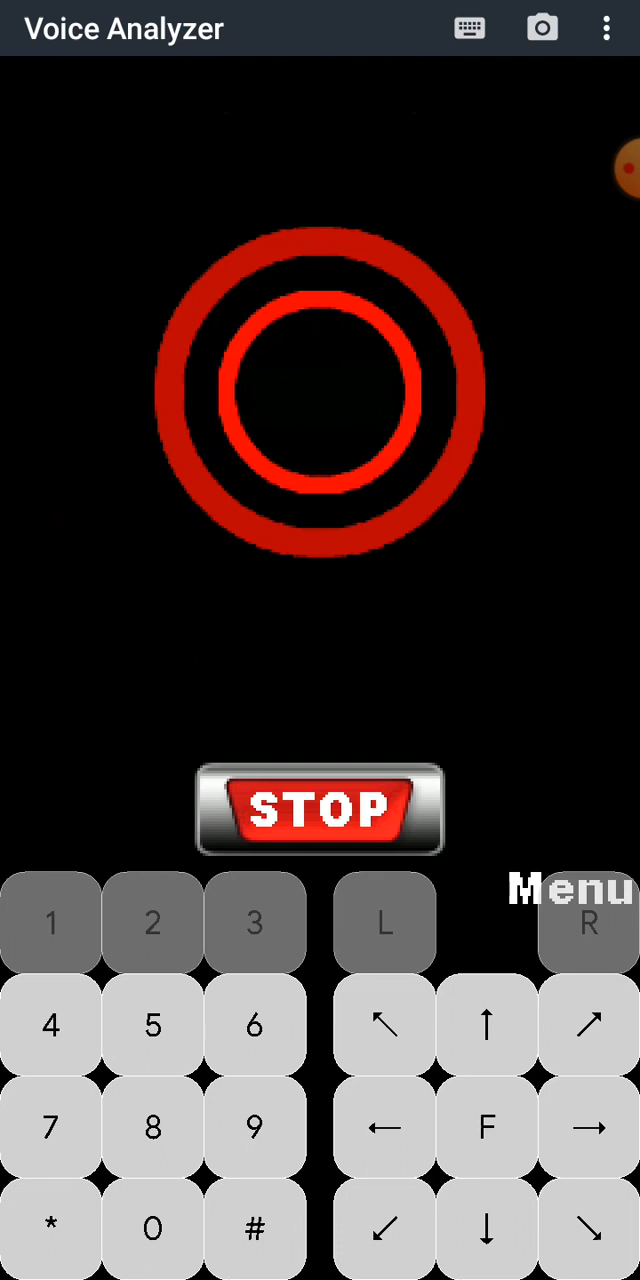 Voice Analyzer
STOP
Menu
1 2 3 L R
4 5 6 ↖ ↑ ↗
7 8 9 ← F →
* 0 # ↙ ↓ ↘